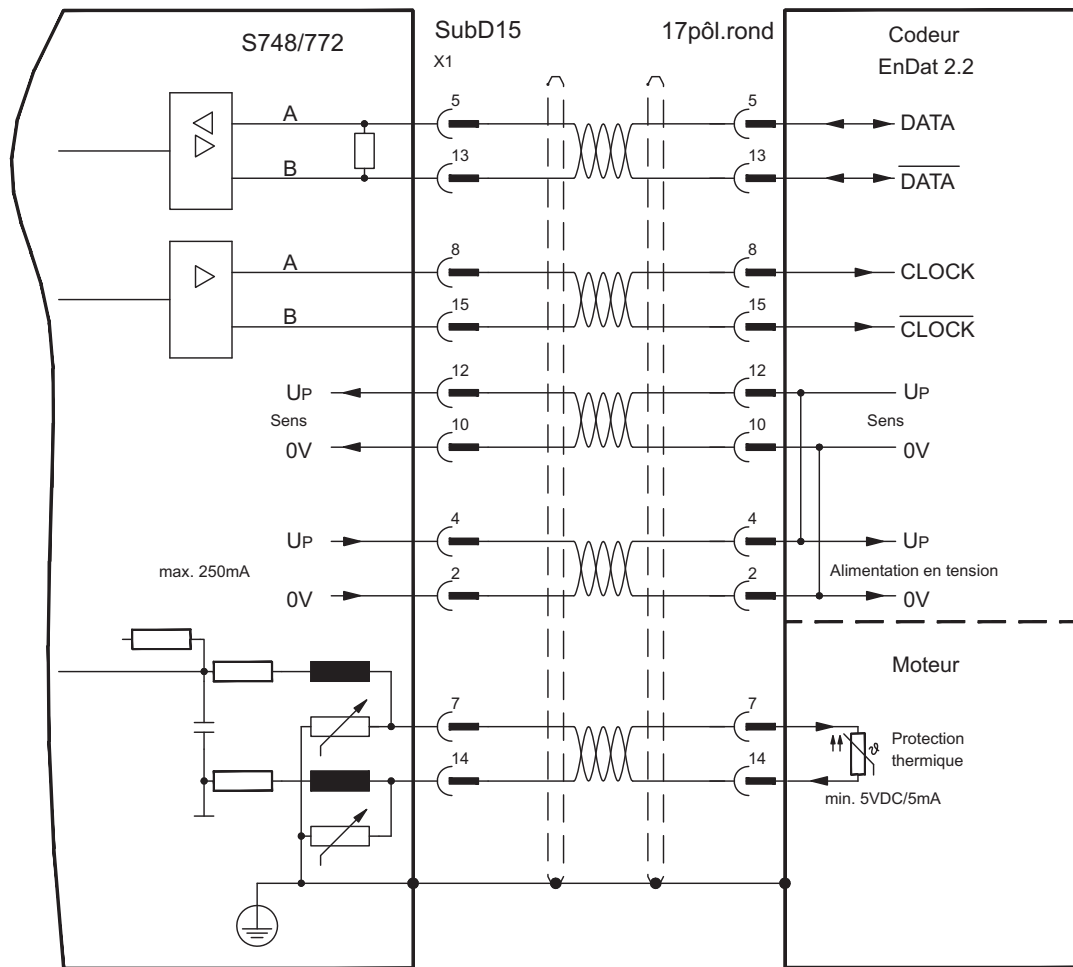 S748/772
SubD15
17pôl.rond
Codeur
EnDat 2.2
X1
A
5
5
DATA
B
13
13
DATA
A
8
8
CLOCK
B
15
15
CLOCK
UP
12
12
UP
Sens
Sens
0V
10
10
0V
UP
4
4
UP
max. 250mA
Alimentation en tension
0V
2
2
0V
Moteur
7
7
Protection
thermique
ϑ
14
14
min. 5VDC/5mA